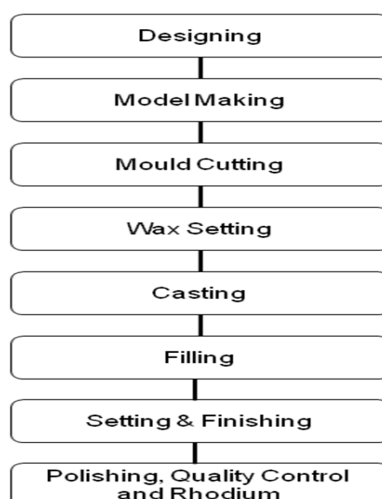 Designing
Model Making
Mould Cutting
Wax Setting
Casting
Filling
Setting & Finishing
Polishing, Quality Control
and Rhodium